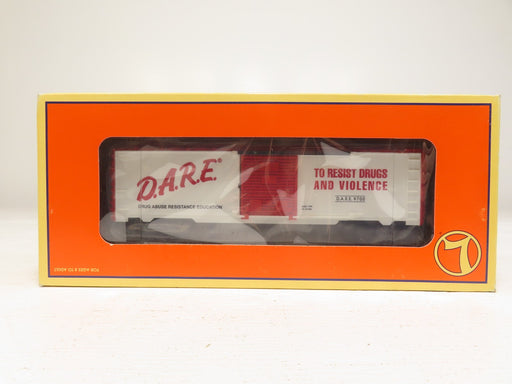 D.A.R.E.®
DRUG ABUSE RESISTANCE EDUCATION
TO RESIST DRUGS
AND VIOLENCE
D.A.R.E. 9700